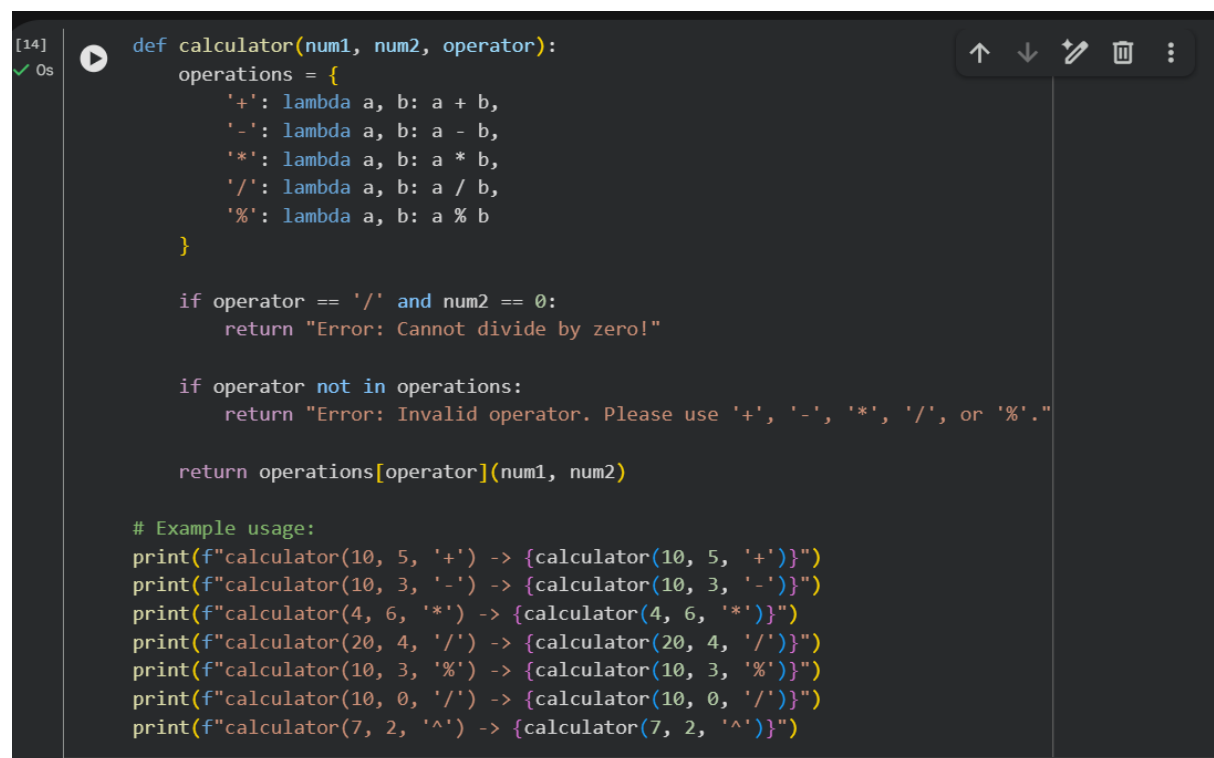 [14]
0s
def calculator(num1, num2, operator):
    operations = {
        '+': lambda a, b: a + b,
        '-': lambda a, b: a - b,
        '*': lambda a, b: a * b,
        '/': lambda a, b: a / b,
        '%': lambda a, b: a % b
    }

    if operator == '/' and num2 == 0:
        return "Error: Cannot divide by zero!"

    if operator not in operations:
        return "Error: Invalid operator. Please use '+', '-', '*', '/', or '%'."

    return operations[operator](num1, num2)

# Example usage:
print(f"calculator(10, 5, '+') -> {calculator(10, 5, '+')}")
print(f"calculator(10, 3, '-') -> {calculator(10, 3, '-')}")
print(f"calculator(4, 6, '*') -> {calculator(4, 6, '*')}")
print(f"calculator(20, 4, '/') -> {calculator(20, 4, '/')}")
print(f"calculator(10, 3, '%') -> {calculator(10, 3, '%')}")
print(f"calculator(10, 0, '/') -> {calculator(10, 0, '/')}")
print(f"calculator(7, 2, '^') -> {calculator(7, 2, '^')}")